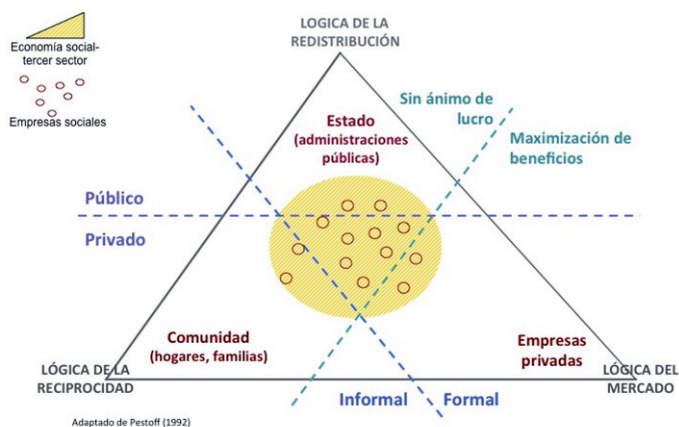 Economía social-
tercer sector
Empresas sociales
LOGICA DE LA
REDISTRIBUCIÓN
Sin ánimo de
lucro
Maximización de
beneficios
Estado
(administraciones
públicas)
Público
Privado
Comunidad
(hogares, familias)
Empresas
privadas
LÓGICA DE LA
RECIPROCIDAD
LÓGICA DEL
MERCADO
Informal
Formal
Adaptado de Pestoff (1992)